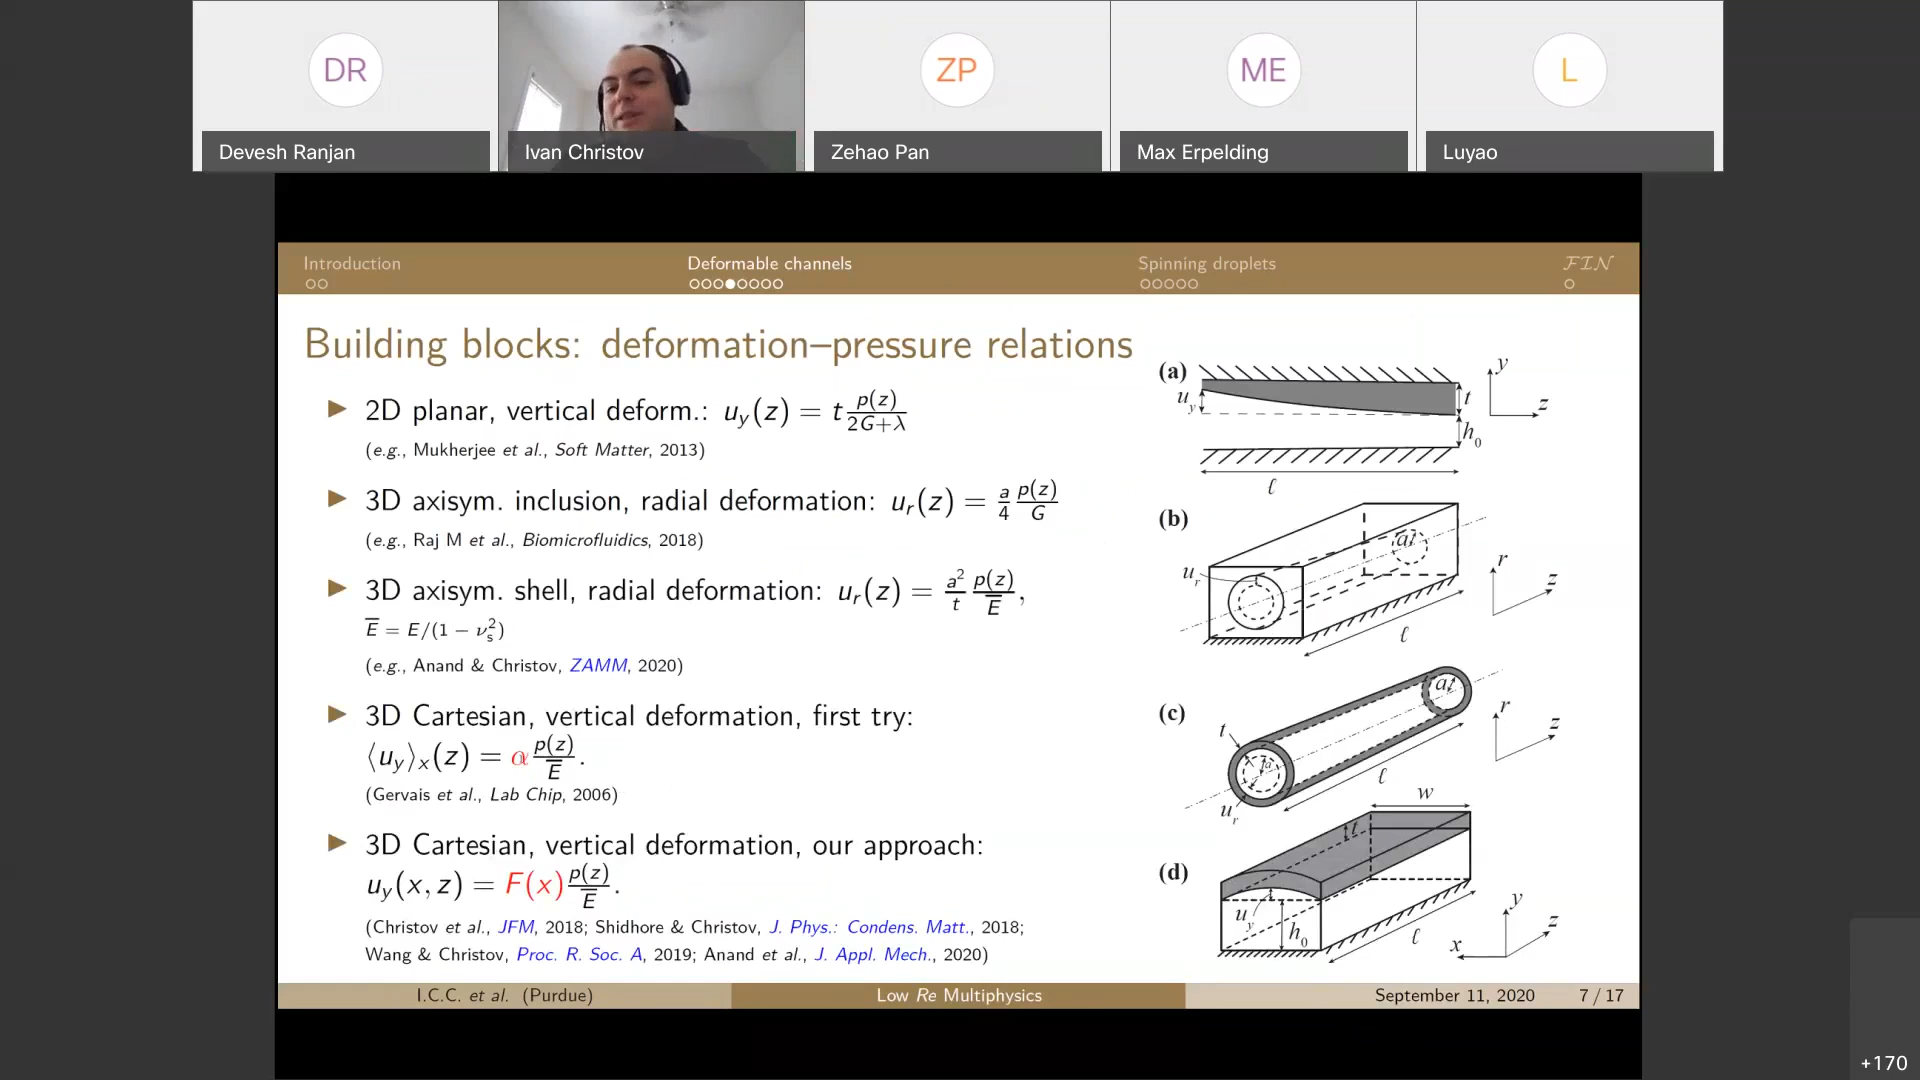 DR
ZP
ME
L
Devesh Ranjan
Ivan Christov
Zehao Pan
Max Erpelding
Luyao
Introduction
Deformable channels
Spinning droplets
FIN
Building blocks: deformation–pressure relations
▶ 2D planar, vertical deform.: u_y(z) = t p(z)/(2G+λ)
(e.g., Mukherjee et al., Soft Matter, 2013)
▶ 3D axisym. inclusion, radial deformation: u_r(z) = a/4 p(z)/G
(e.g., Raj M et al., Biomicrofluidics, 2018)
▶ 3D axisym. shell, radial deformation: u_r(z) = a²/t p(z)/E̅,
E̅ = E/(1 − ν_s²)
(e.g., Anand & Christov, ZAMM, 2020)
▶ 3D Cartesian, vertical deformation, first try:
⟨u_y⟩_x(z) = α p(z)/E̅.
(Gervais et al., Lab Chip, 2006)
▶ 3D Cartesian, vertical deformation, our approach:
u_y(x, z) = F(x) p(z)/E̅.
(Christov et al., JFM, 2018; Shidhore & Christov, J. Phys.: Condens. Matt., 2018;
Wang & Christov, Proc. R. Soc. A, 2019; Anand et al., J. Appl. Mech., 2020)
(a)
u_y
t
h_0
ℓ
y
z
(b)
u_r
a
ℓ
r
z
(c)
t
a
a
u_r
ℓ
r
z
(d)
w
t
u_y
h_0
ℓ
y
z
x
I.C.C. et al. (Purdue)
Low Re Multiphysics
September 11, 2020
7 / 17
+170